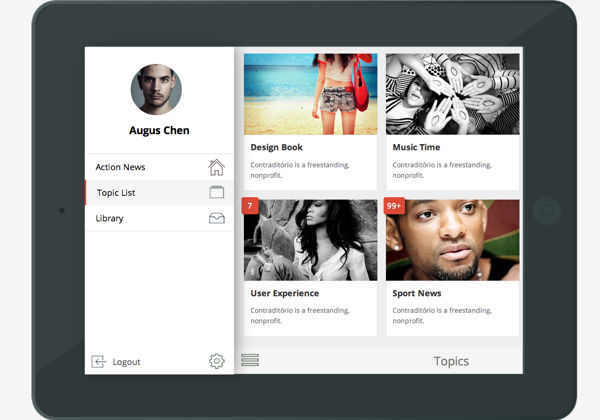 Augus Chen
Action News
Topic List
Library
Logout
Design Book
Contraditório is a freestanding,
nonprofit.
Music Time
Contraditório is a freestanding,
nonprofit.
7
User Experience
Contraditório is a freestanding,
nonprofit.
99+
Sport News
Contraditório is a freestanding,
nonprofit.
Topics